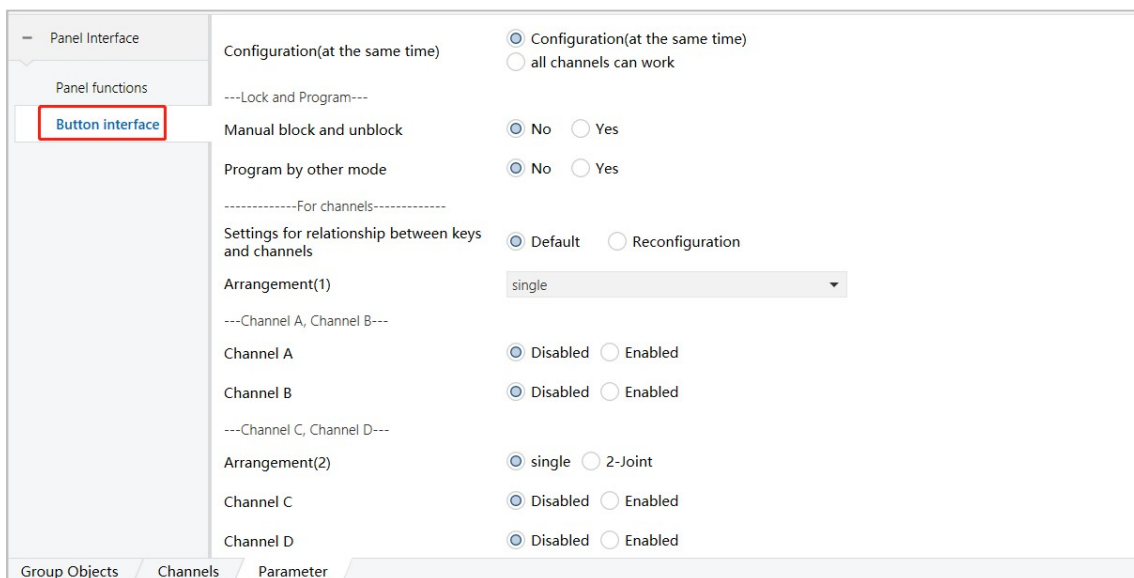 Panel Interface
Panel functions
Button interface
Configuration(at the same time)
Configuration(at the same time)
all channels can work
---Lock and Program---
Manual block and unblock
No Yes
Program by other mode
No Yes
-------------For channels-------------
Settings for relationship between keys
and channels
Default Reconfiguration
Arrangement(1)
single
---Channel A, Channel B---
Channel A
Disabled Enabled
Channel B
Disabled Enabled
---Channel C, Channel D---
Arrangement(2)
single 2-Joint
Channel C
Disabled Enabled
Channel D
Disabled Enabled
Group Objects Channels Parameter